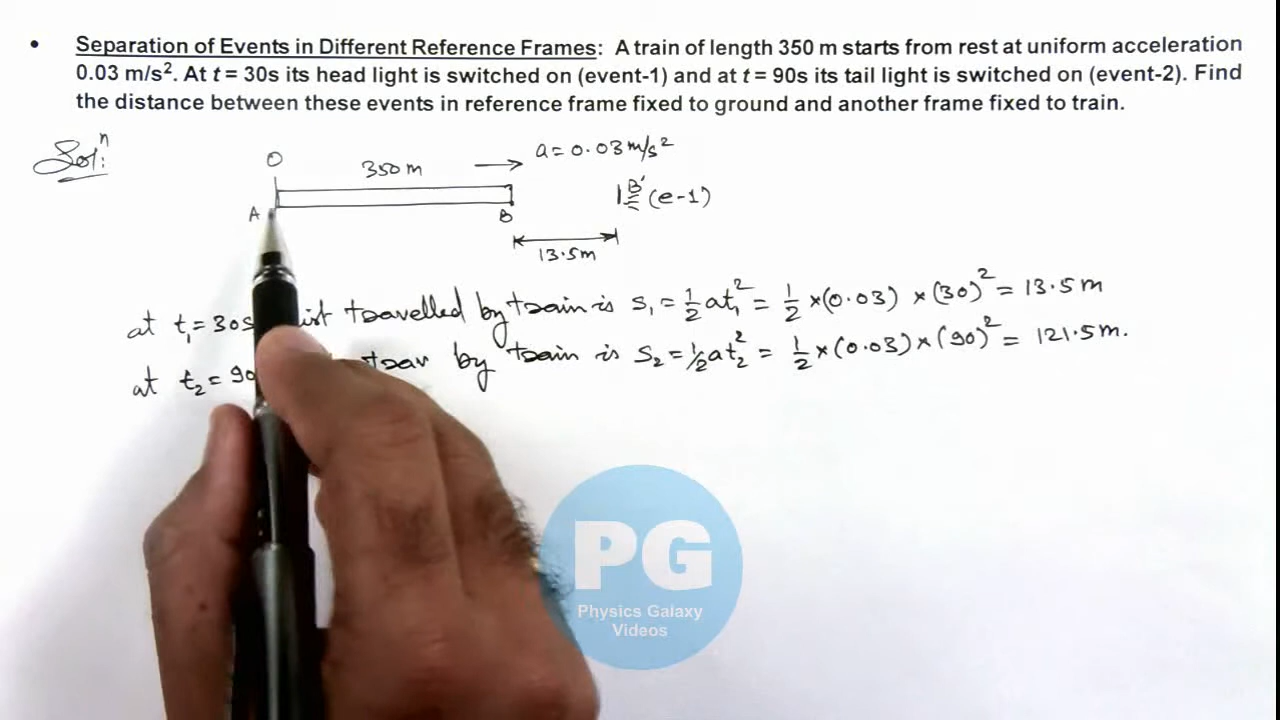 • Separation of Events in Different Reference Frames: A train of length 350 m starts from rest at uniform acceleration
0.03 m/s². At t = 30s its head light is switched on (event-1) and at t = 90s its tail light is switched on (event-2). Find
the distance between these events in reference frame fixed to ground and another frame fixed to train.
Solⁿ:
O
350 m
a = 0.03 m/s²
A
B
B' (e-1)
13.5m
at t₁ = 30s dist travelled by train is s₁ = ½at₁² = ½ × (0.03) × (30)² = 13.5 m
at t₂ = 90 trav by train is s₂ = ½at₂² = ½ × (0.03) × (90)² = 121.5 m.
PG
Physics Galaxy
Videos